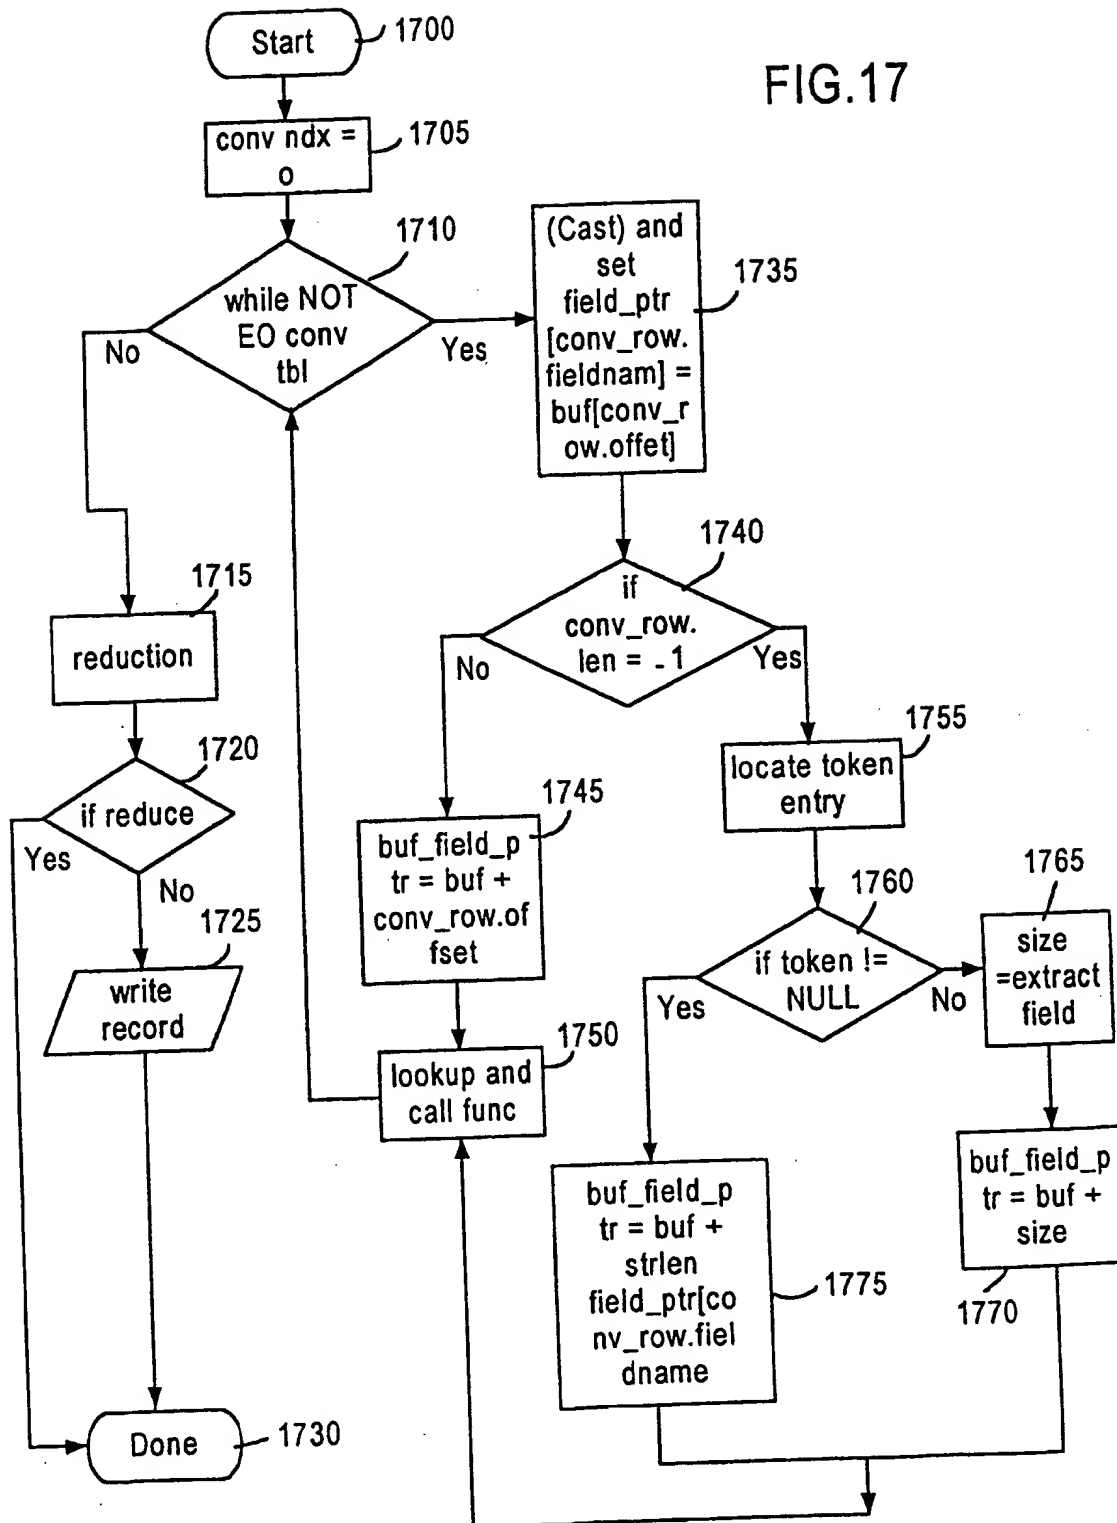 FIG.17
Start
1700
conv ndx =
o
1705
while NOT
EO conv
tbl
1710
No
Yes
(Cast) and
set
field_ptr
[conv_row.
fieldnam] =
buf[conv_r
ow.offet]
1735
if
conv_row.
len = -1
1740
No
Yes
reduction
1715
if reduce
1720
Yes
No
write
record
1725
Done
1730
buf_field_p
tr = buf +
conv_row.of
fset
1745
lookup and
call func
1750
locate token
entry
1755
if token !=
NULL
1760
Yes
No
size
=extract
field
1765
buf_field_p
tr = buf +
size
1770
buf_field_p
tr = buf +
strlen
field_ptr[co
nv_row.fiel
dname
1775